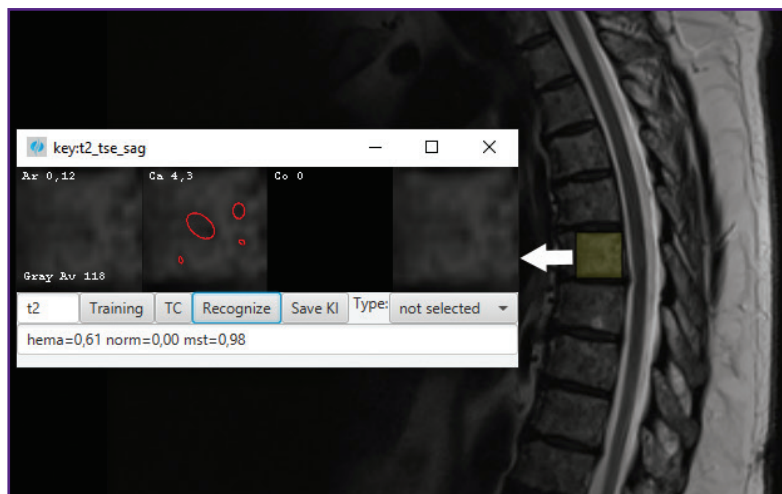 key:t2_tse_sag
Ar 0,12 Ca 4,3 Co 0
Gray Av 118
t2 Training TC Recognize Save KI Type: not selected
hema=0,61 norm=0,00 mst=0,98